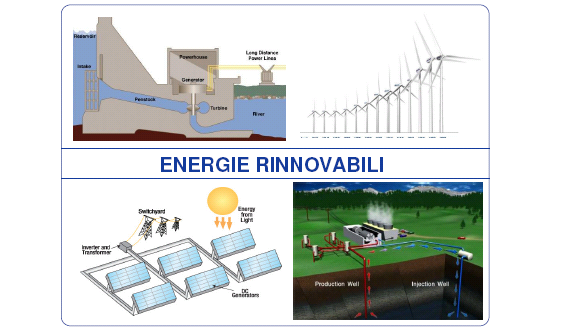 Reservoir
Intake
Penstock
Powerhouse
Generator
Turbine
Long Distance
Power Lines
River
ENERGIE RINNOVABILI
Switchyard
Energy
from
Light
Inverter and
Transformer
DC
Generators
Production Well
Injection Well